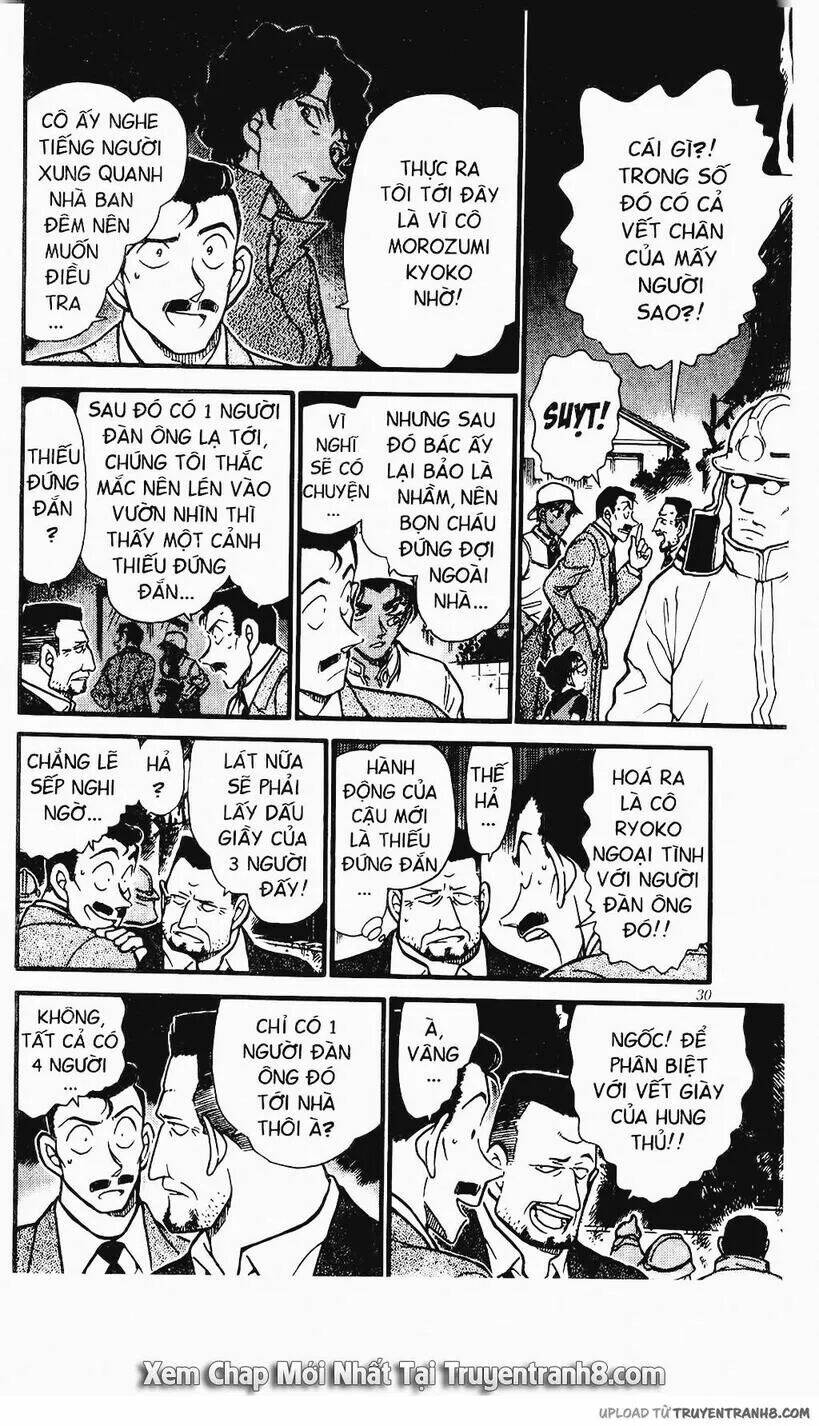 CÁI GÌ?!
TRONG SỐ
ĐÓ CÓ CẢ
VẾT CHÂN
CỦA MẤY
NGƯỜI
SAO?!
SUỴT!
THỰC RA
TÔI TỚI ĐÂY
LÀ VÌ CÔ
MOROZUMI
KYOKO
NHỜ!
CÔ ẤY NGHE
TIẾNG NGƯỜI
XUNG QUANH
NHÀ BAN
ĐÊM NÊN
MUỐN
ĐIỀU
TRA
...
NHƯNG SAU
ĐÓ BÁC ẤY
LẠI BẢO LÀ
NHẦM, NÊN
BỌN CHÁU
ĐỨNG ĐỢI
NGOÀI
NHÀ...
VÌ
NGHĨ
SẼ CÓ
CHUYỆN
...
SAU ĐÓ CÓ 1 NGƯỜI
ĐÀN ÔNG LẠ TỚI,
CHÚNG TÔI THẮC
MẮC NÊN LÉN VÀO
VƯỜN NHÌN THÌ
THẤY MỘT CẢNH
THIẾU ĐỨNG
ĐẮN...
THIẾU
ĐỨNG
ĐẮN
?
HOÁ RA
LÀ CÔ
RYOKO
NGOẠI TÌNH
VỚI NGƯỜI
ĐÀN ÔNG
ĐÓ!!
THẾ
HẢ
...
HÀNH
ĐỘNG CỦA
CẬU MỚI
LÀ THIẾU
ĐỨNG ĐẮN
...
LÁT NỮA
SẼ PHẢI
LẤY DẤU
GIẦY CỦA
3 NGƯỜI
ĐẤY!
HẢ
?
CHẲNG LẼ
SẾP NGHI
NGỜ...
30
NGỐC! ĐỂ
PHÂN BIỆT
VỚI VẾT GIÀY
CỦA HUNG
THỦ!!
À,
VÂNG
...
CHỈ CÓ 1
NGƯỜI ĐÀN
ÔNG ĐÓ
TỚI NHÀ
THÔI À?
KHÔNG,
TẤT CẢ CÓ
4 NGƯỜI
...
Xem Chap Mới Nhất Tại Truyentranh8.com
UPLOAD TỪ TRUYENTRANH8.COM